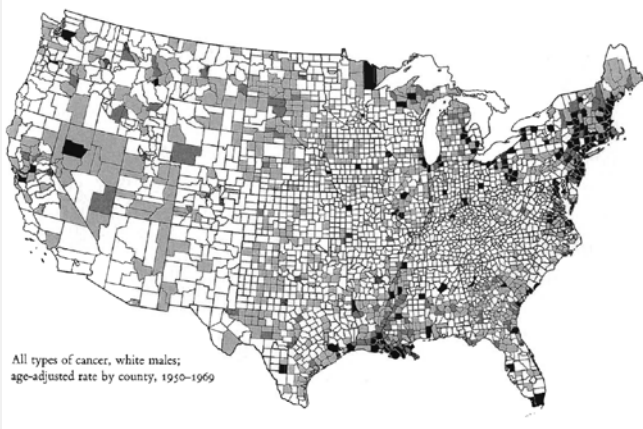 All types of cancer, white males;
age-adjusted rate by county, 1950–1969